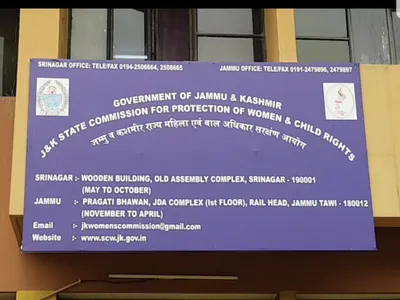 SRINAGAR OFFICE: TELE/FAX 0194-2506664, 2506665
JAMMU OFFICE: TELE/FAX 0191-2479896, 2479897
GOVERNMENT OF JAMMU & KASHMIR
J&K STATE COMMISSION FOR PROTECTION OF WOMEN & CHILD RIGHTS
जम्मु व कशमीर राज्य महिला एवं बाल अधिकार सरक्षण आयोग
SRINAGAR :- WOODEN BUILDING, OLD ASSEMBLY COMPLEX, SRINAGAR - 190001
(MAY TO OCTOBER)
JAMMU :- PRAGATI BHAWAN, JDA COMPLEX (Ist FLOOR), RAIL HEAD, JAMMU TAWI - 180012
(NOVEMBER TO APRIL)
Email :- jkwomenscommission@gmail.com
Website :- www.scw.jk.gov.in